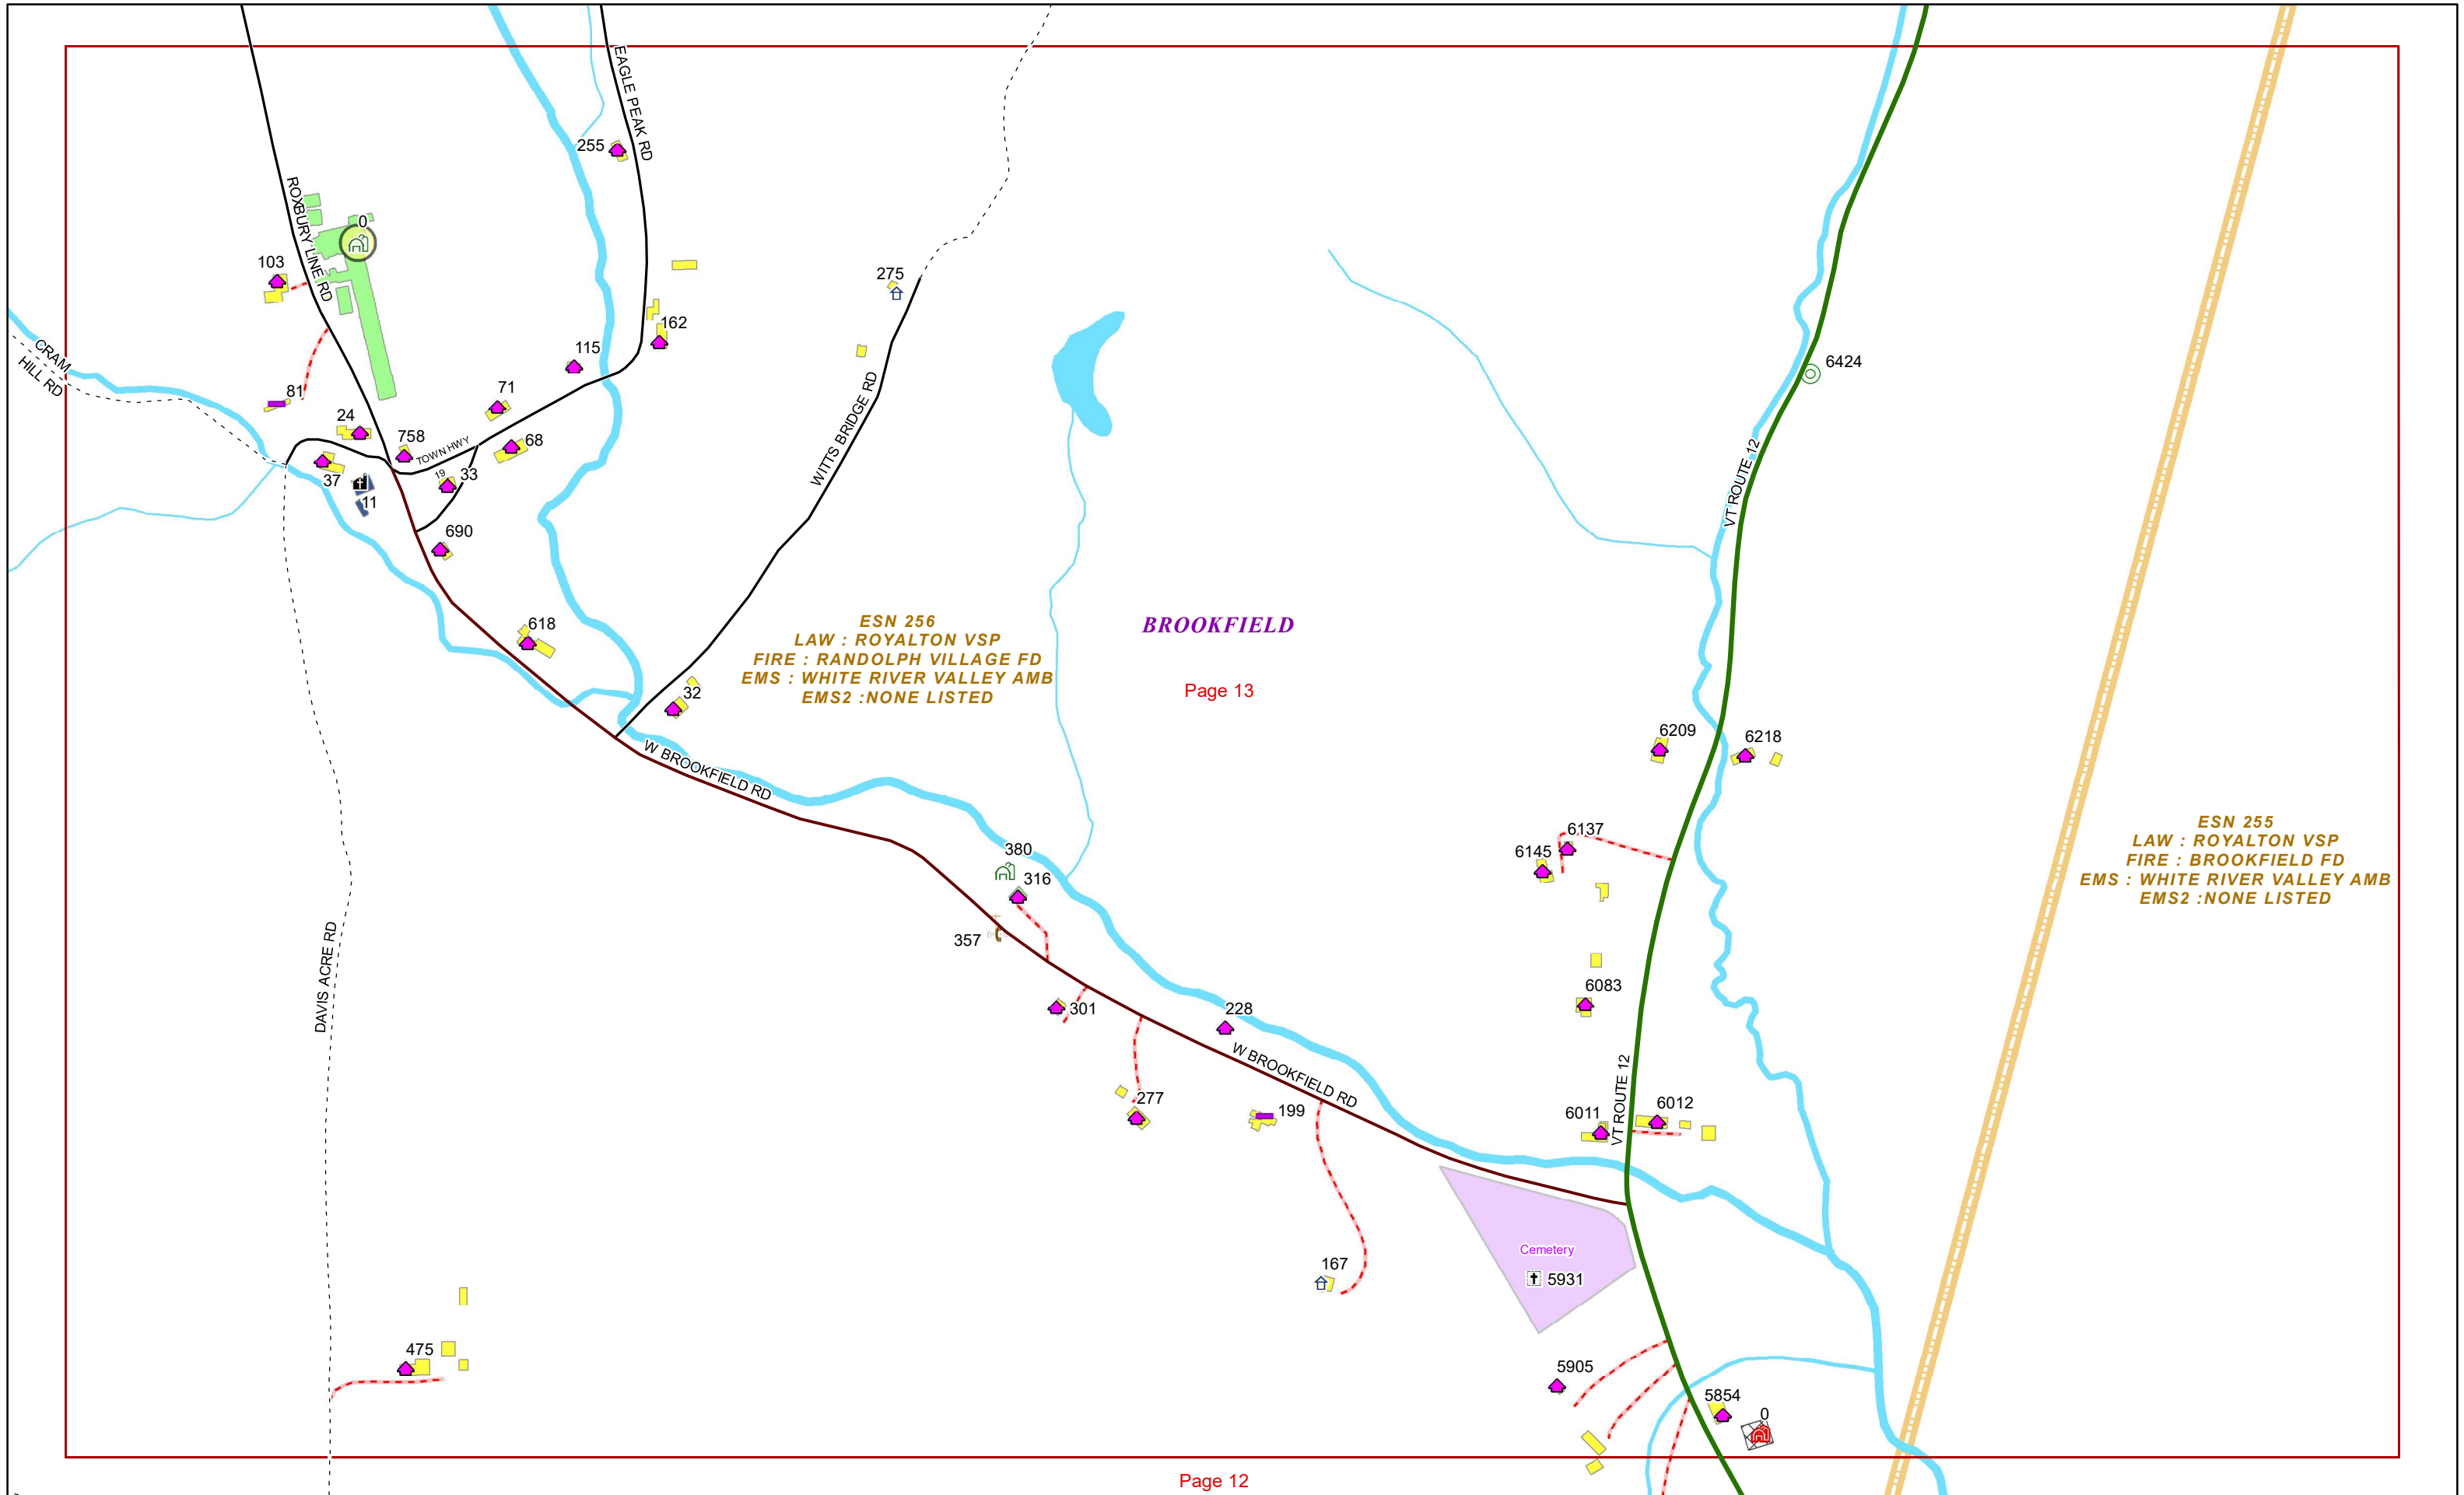 EAGLE PEAK RD
255
ROXBURY LINE RD
0
103
275
162
CRAM
HILL RD
115
6424
81
71
WITTS BRIDGE RD
24
758
TOWN HWY
19
68
VT ROUTE 12
37
33
11
690
618
ESN 256
LAW : ROYALTON VSP
FIRE : RANDOLPH VILLAGE FD
EMS : WHITE RIVER VALLEY AMB
EMS2 :NONE LISTED
BROOKFIELD
Page 13
32
6209
6218
W BROOKFIELD RD
6137
6145
ESN 255
LAW : ROYALTON VSP
FIRE : BROOKFIELD FD
EMS : WHITE RIVER VALLEY AMB
EMS2 :NONE LISTED
380
316
357
DAVIS ACRE RD
6083
301
228
W BROOKFIELD RD
VT ROUTE 12
277
199
6011
6012
Cemetery
5931
167
475
5905
5854
0
Page 12